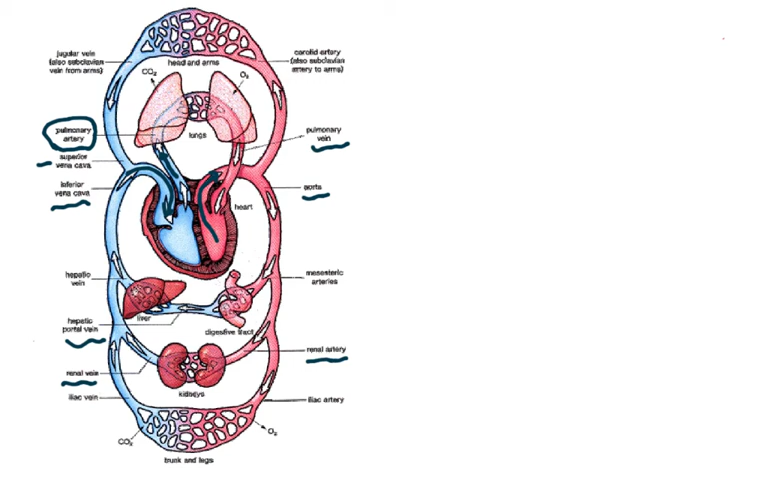 jugular vein
(also subclavian
vein from arms)
carotid artery
(also subclavian
artery to arms)
head and arms
CO₂
O₂
pulmonary
artery
lungs
pulmonary
vein
superior
vena cava
inferior
vena cava
aorta
heart
hepatic
vein
mesenteric
arteries
liver
hepatic
portal vein
digestive tract
renal artery
renal vein
kidneys
iliac vein
iliac artery
CO₂
O₂
trunk and legs